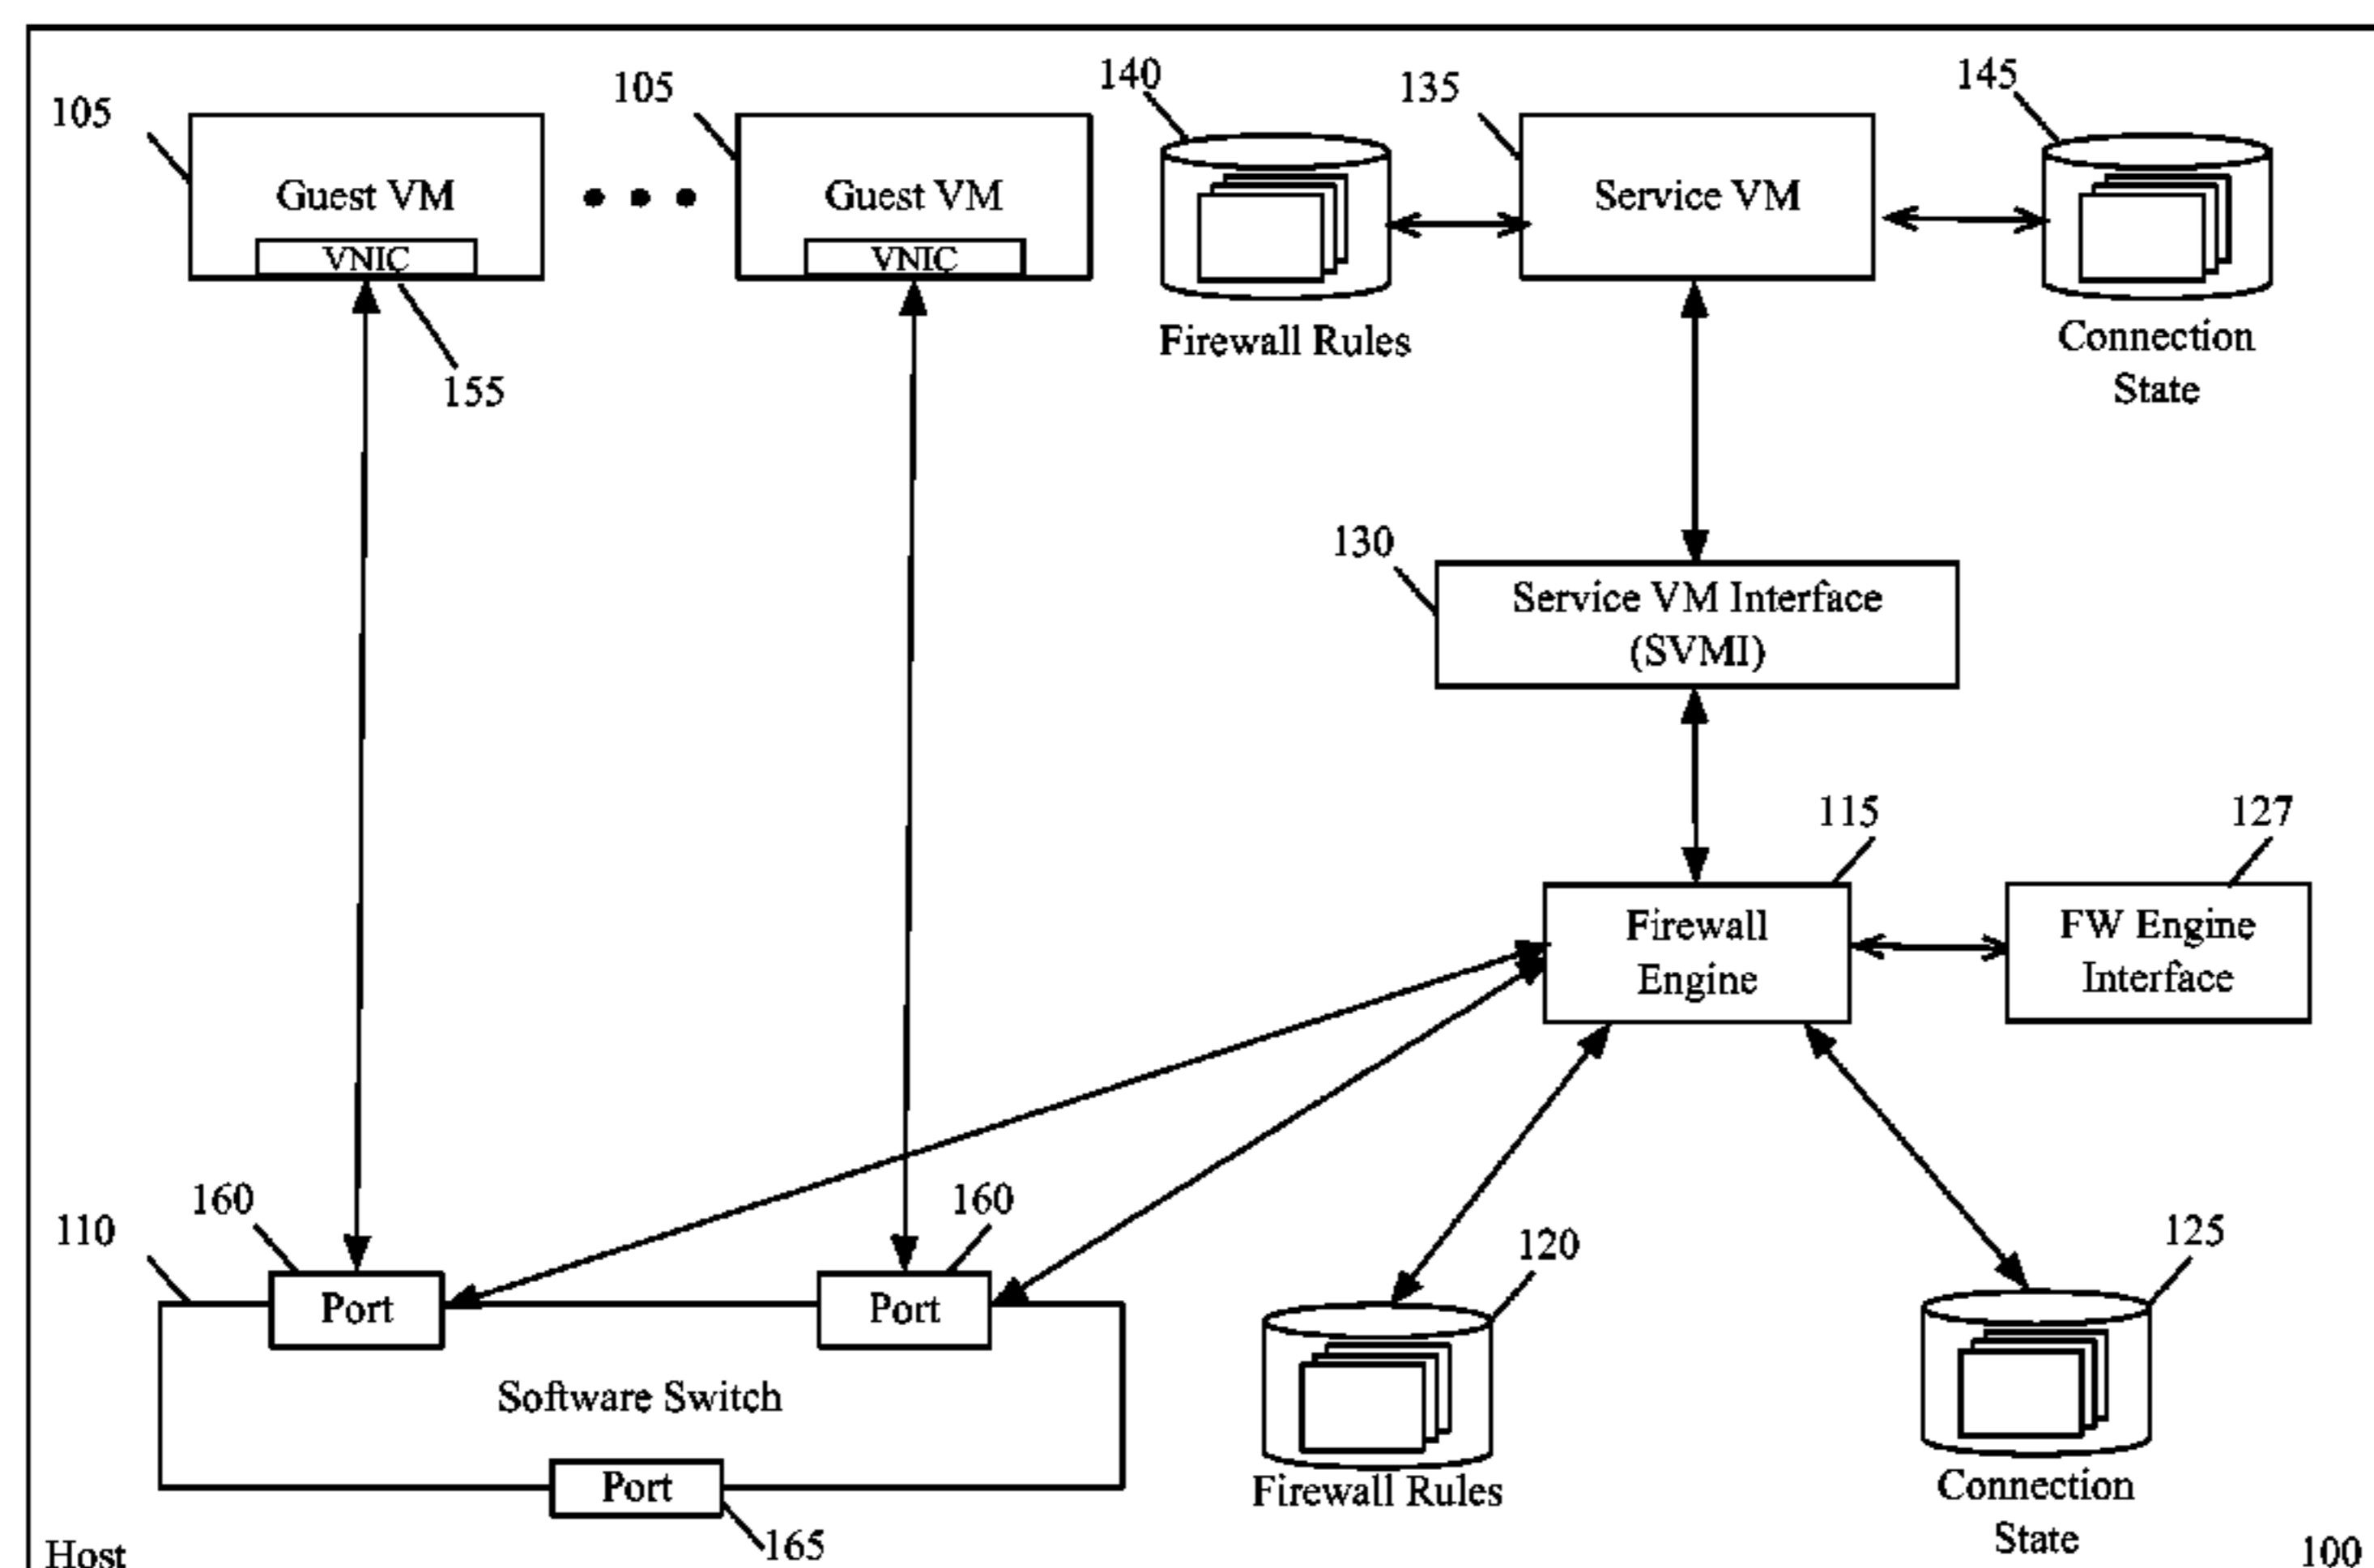 105
105
140
135
145
Guest VM
VNIC
Guest VM
VNIC
Service VM
155
Firewall Rules
Connection
State
130
Service VM Interface
(SVMI)
115
127
Firewall
Engine
FW Engine
Interface
110
160
160
120
125
Port
Port
Software Switch
Port
165
Firewall Rules
Connection
State
Host
100